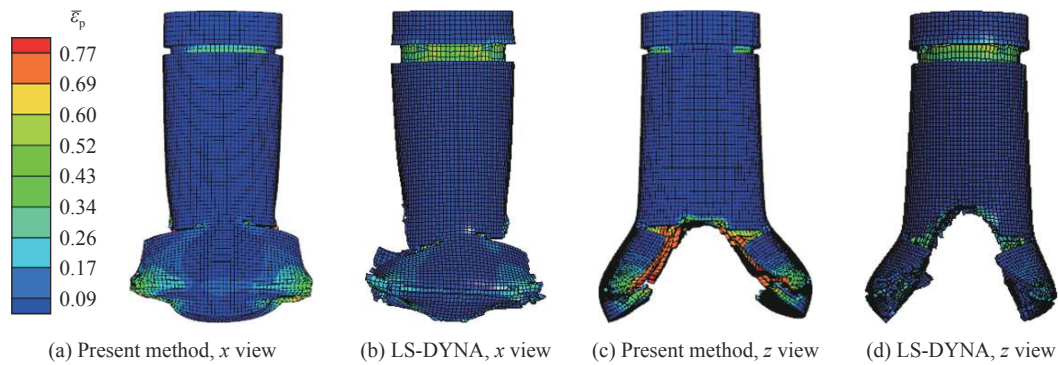 ε̅p
0.77
0.69
0.60
0.52
0.43
0.34
0.26
0.17
0.09
(a) Present method, x view
(b) LS-DYNA, x view
(c) Present method, z view
(d) LS-DYNA, z view